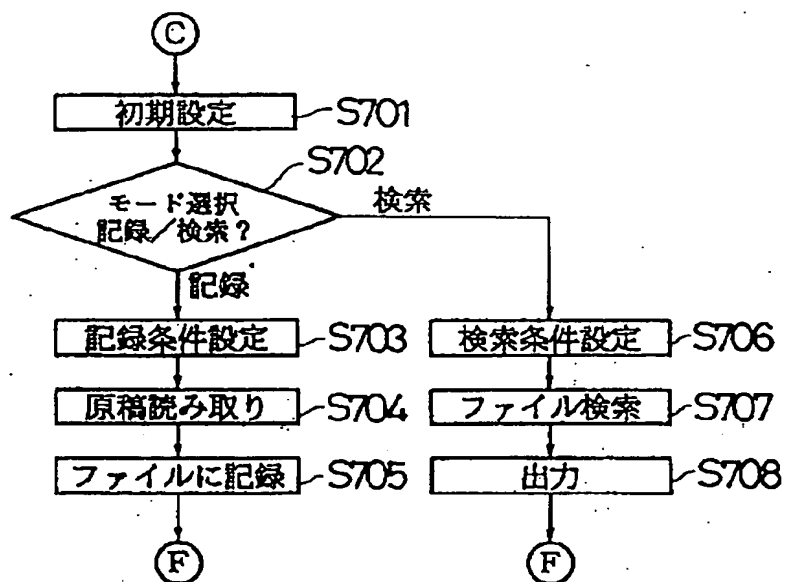 C
初期設定 S701
S702
モード選択
記録/検索?
検索
記録
記録条件設定 S703
検索条件設定 S706
原稿読み取り S704
ファイル検索 S707
ファイルに記録 S705
出力 S708
F
F